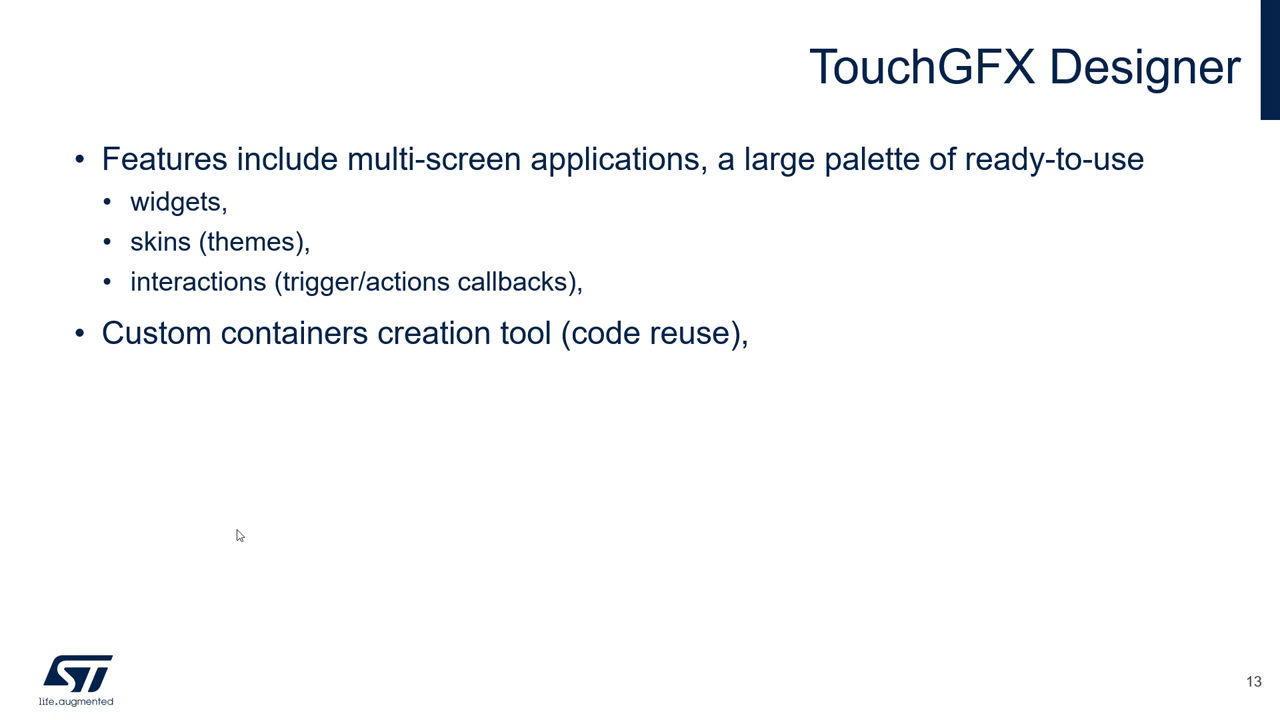 TouchGFX Designer
• Features include multi-screen applications, a large palette of ready-to-use
• widgets,
• skins (themes),
• interactions (trigger/actions callbacks),
• Custom containers creation tool (code reuse),
ST
life.augmented
13